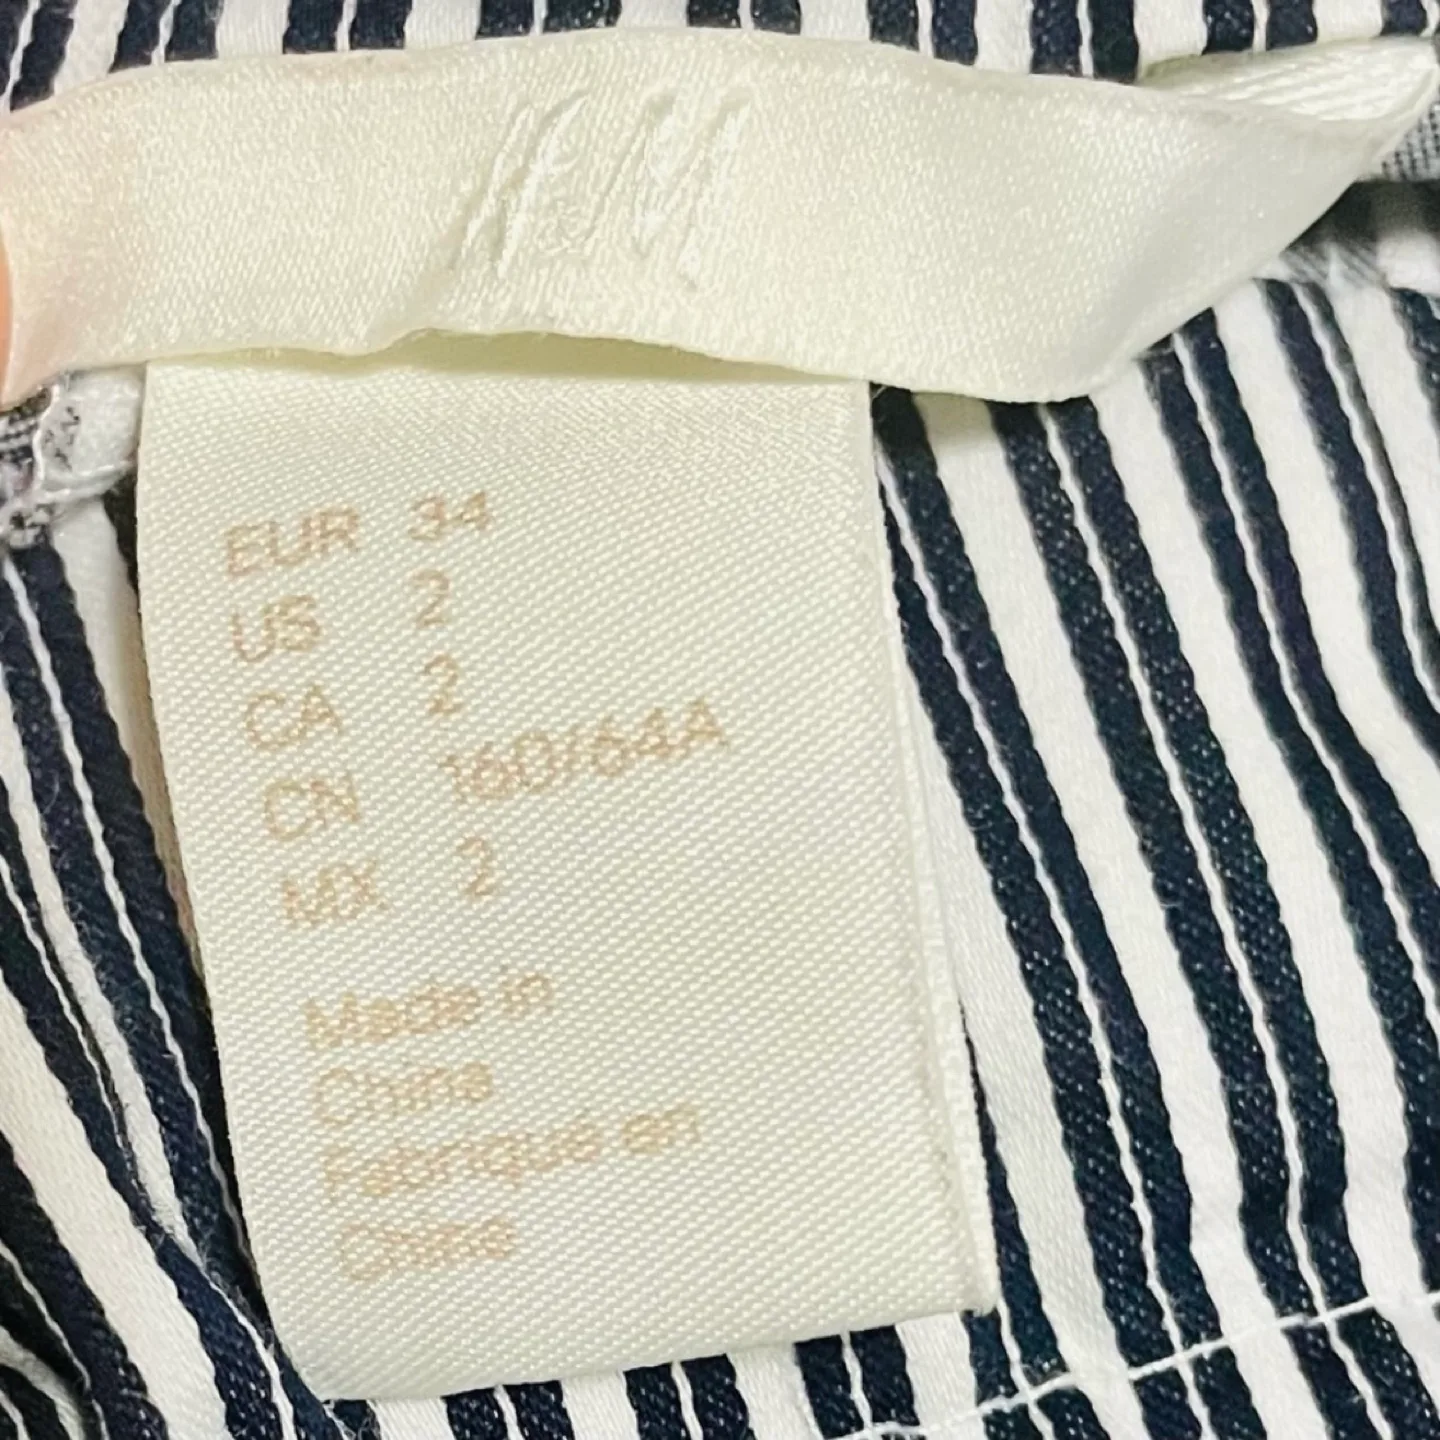 H&M
EUR 34
US 2
CA 2
CN 160/64A
MX 2
Made in
China
Fabriqué en
Chine